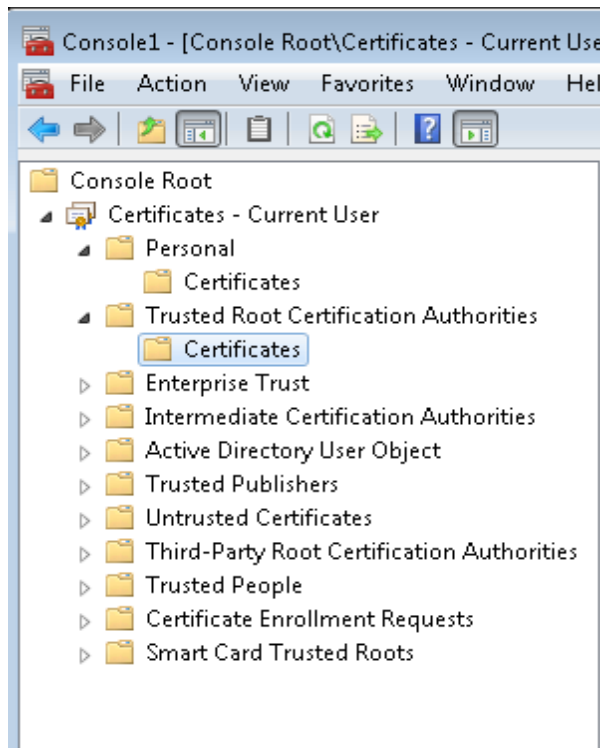 Console1 - [Console Root\Certificates - Current Use
File Action View Favorites Window Hel
Console Root
Certificates - Current User
Personal
Certificates
Trusted Root Certification Authorities
Certificates
Enterprise Trust
Intermediate Certification Authorities
Active Directory User Object
Trusted Publishers
Untrusted Certificates
Third-Party Root Certification Authorities
Trusted People
Certificate Enrollment Requests
Smart Card Trusted Roots